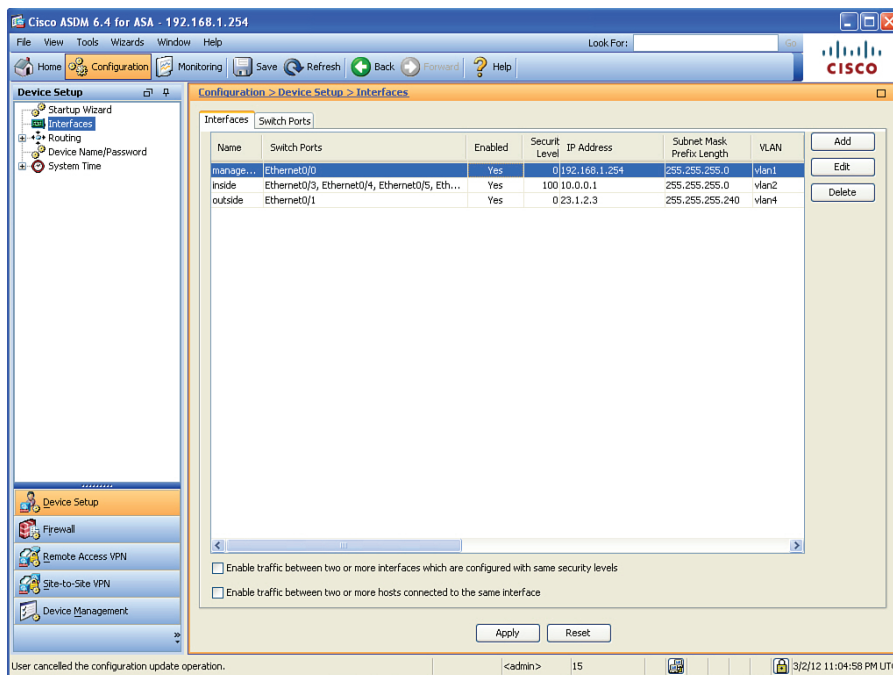 Cisco ASDM 6.4 for ASA - 192.168.1.254
File View Tools Wizards Window Help
Look For:
Go
Home Configuration Monitoring Save Refresh Back Forward Help
CISCO
Device Setup
Startup Wizard
Interfaces
Routing
Device Name/Password
System Time
Device Setup
Firewall
Remote Access VPN
Site-to-Site VPN
Device Management
»
Configuration > Device Setup > Interfaces
Interfaces Switch Ports
Name Switch Ports Enabled Securit Level IP Address Subnet Mask Prefix Length VLAN
manage... Ethernet0/0 Yes 0 192.168.1.254 255.255.255.0 vlan1
inside Ethernet0/3, Ethernet0/4, Ethernet0/5, Eth... Yes 100 10.0.0.1 255.255.255.0 vlan2
outside Ethernet0/1 Yes 0 23.1.2.3 255.255.255.240 vlan4
Add
Edit
Delete
Enable traffic between two or more interfaces which are configured with same security levels
Enable traffic between two or more hosts connected to the same interface
Apply Reset
User cancelled the configuration update operation.
<admin> 15 3/2/12 11:04:58 PM UT